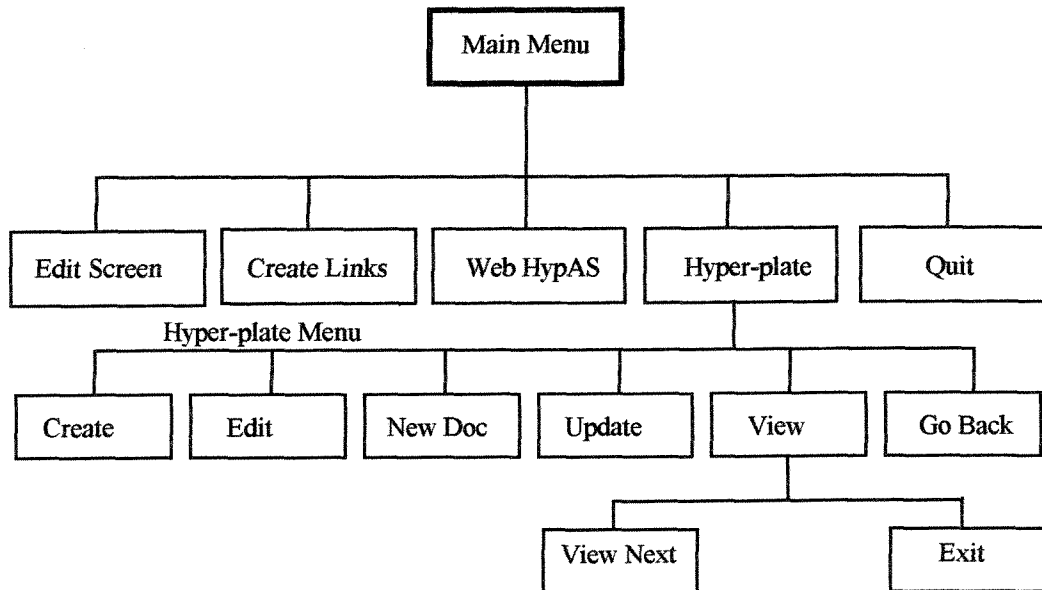 Main Menu
Edit Screen
Create Links
Web HypAS
Hyper-plate
Quit
Hyper-plate Menu
Create
Edit
New Doc
Update
View
Go Back
View Next
Exit